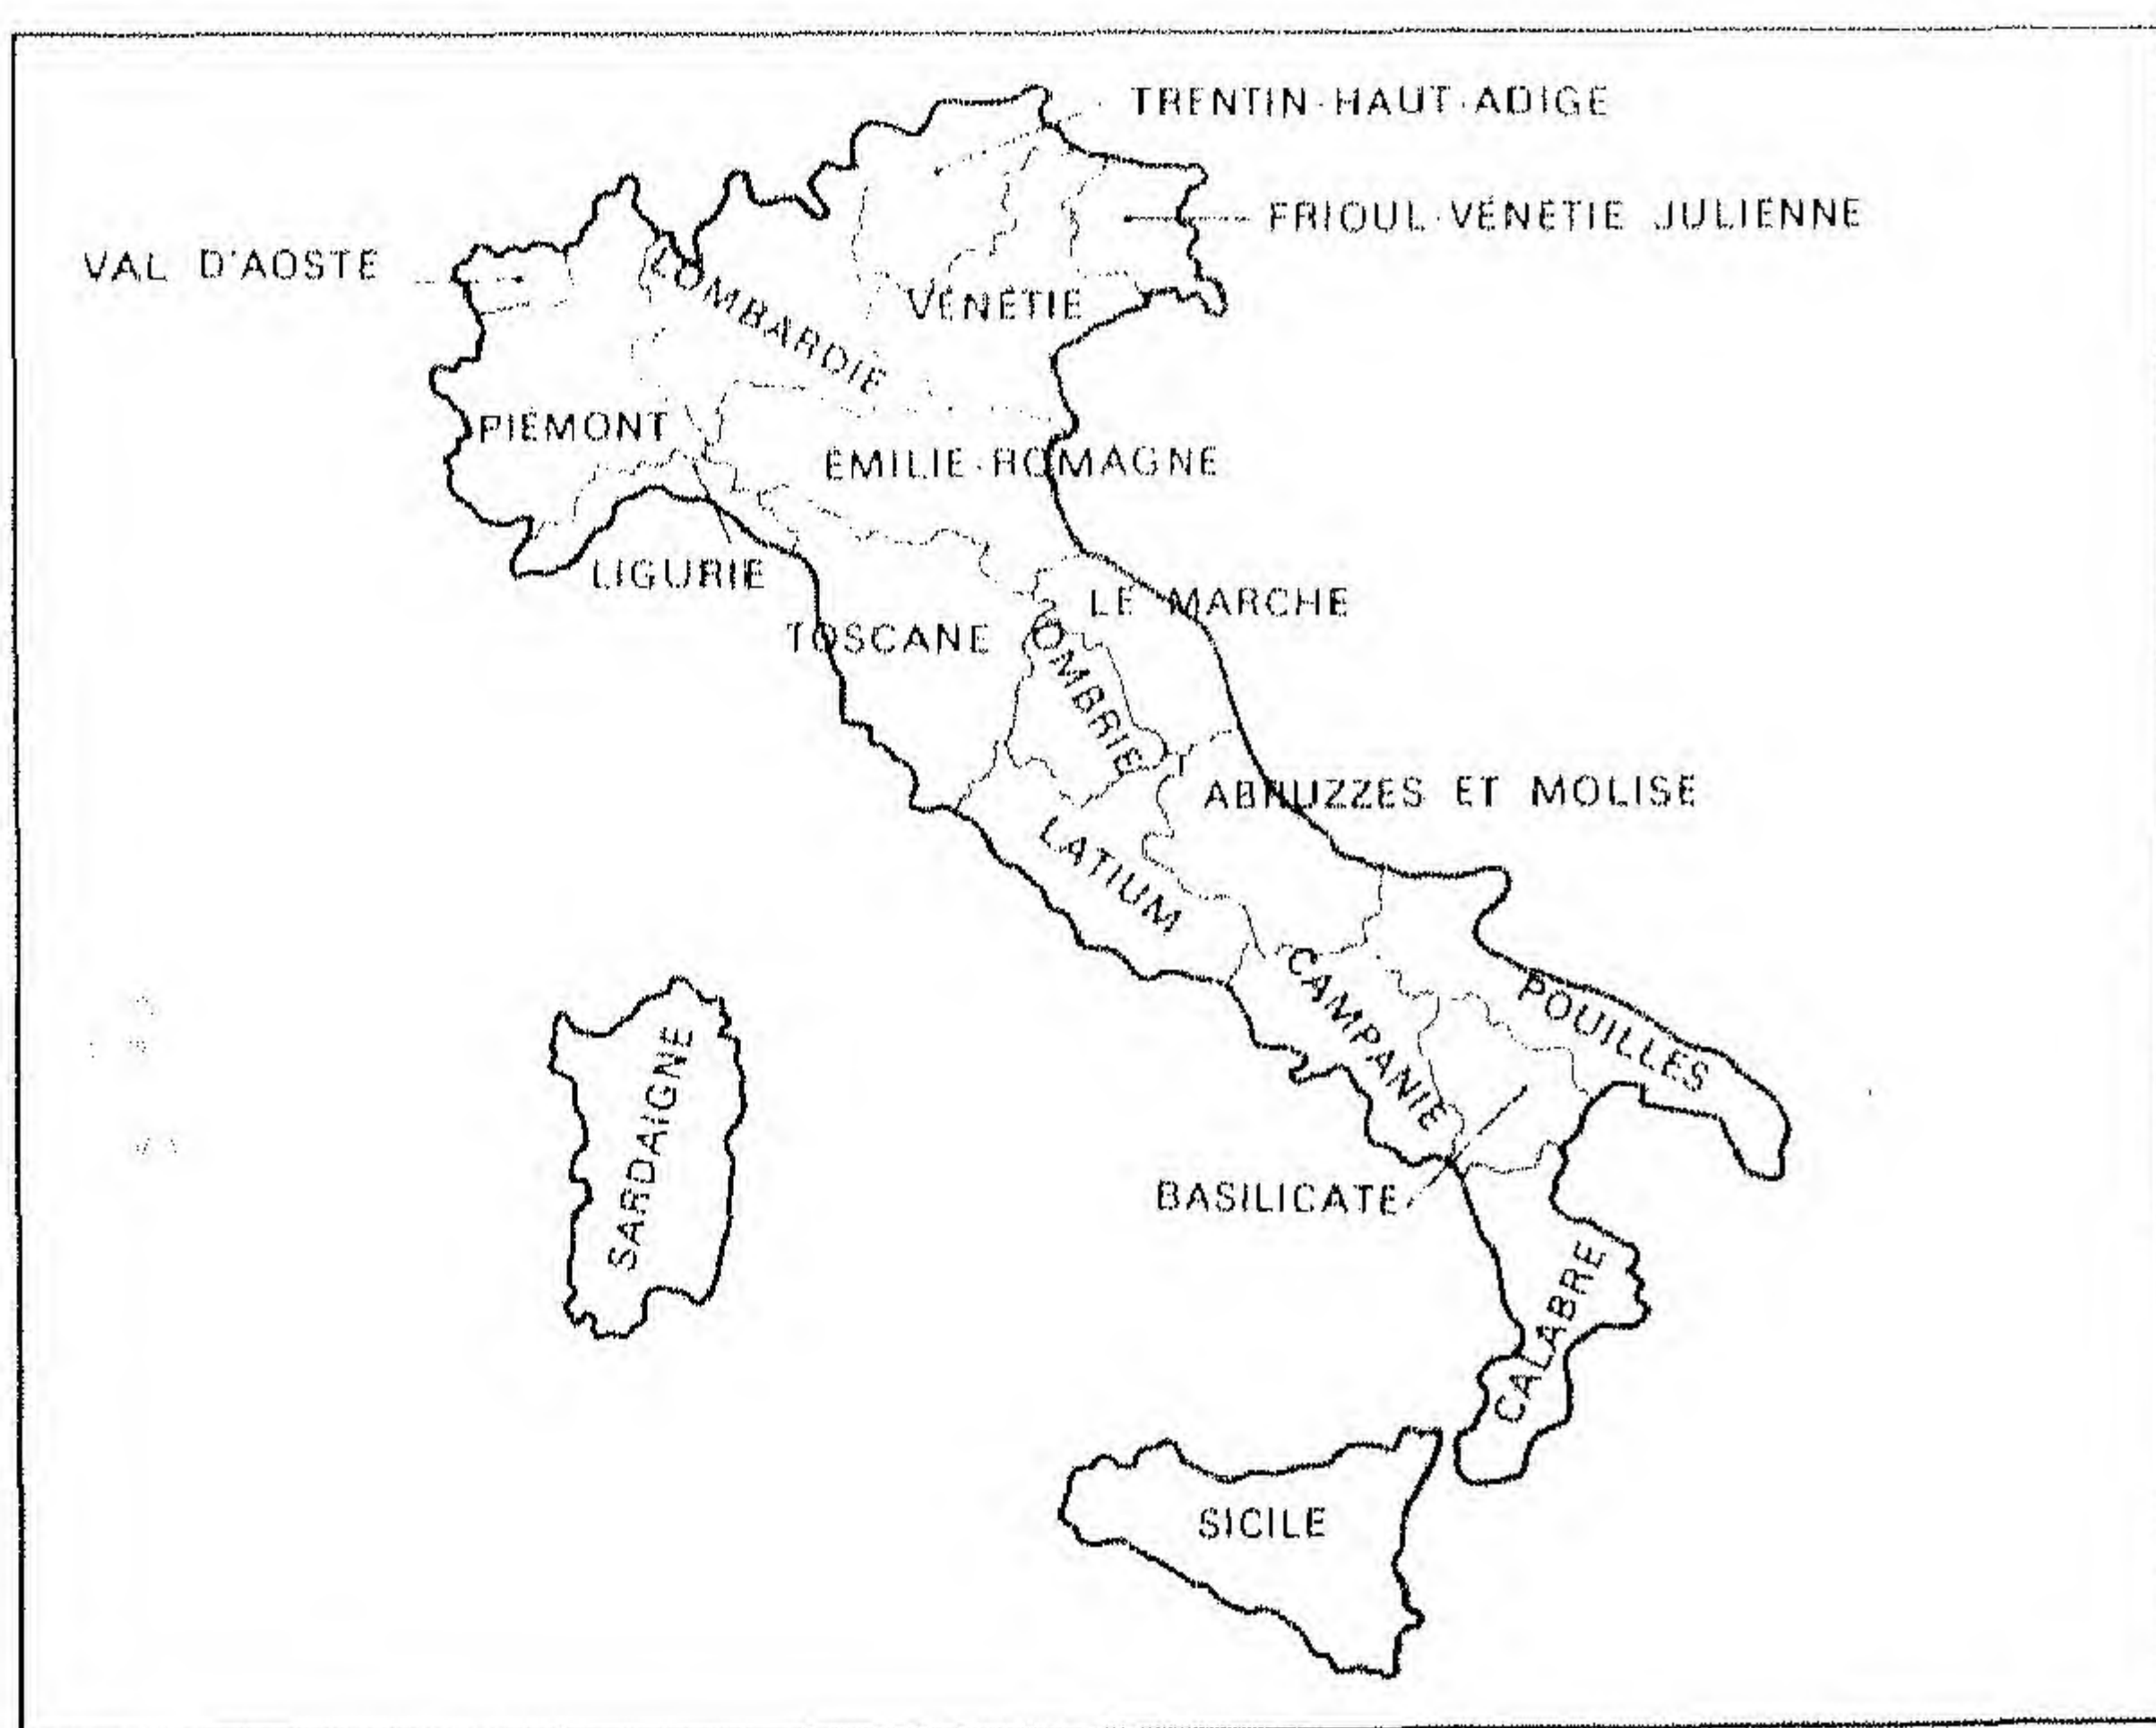 TRENTIN-HAUT-ADIGE
FRIOUL-VÉNÉTIE JULIENNE
VAL D'AOSTE
LOMBARDIE
VÉNÉTIE
PIÉMONT
ÉMILIE-ROMAGNE
LIGURIE
LE MARCHE
TOSCANE
OMBRIE
ABRUZZES ET MOLISE
LATIUM
CAMPANIE
POUILLES
SARDAIGNE
BASILICATE
CALABRE
SICILE